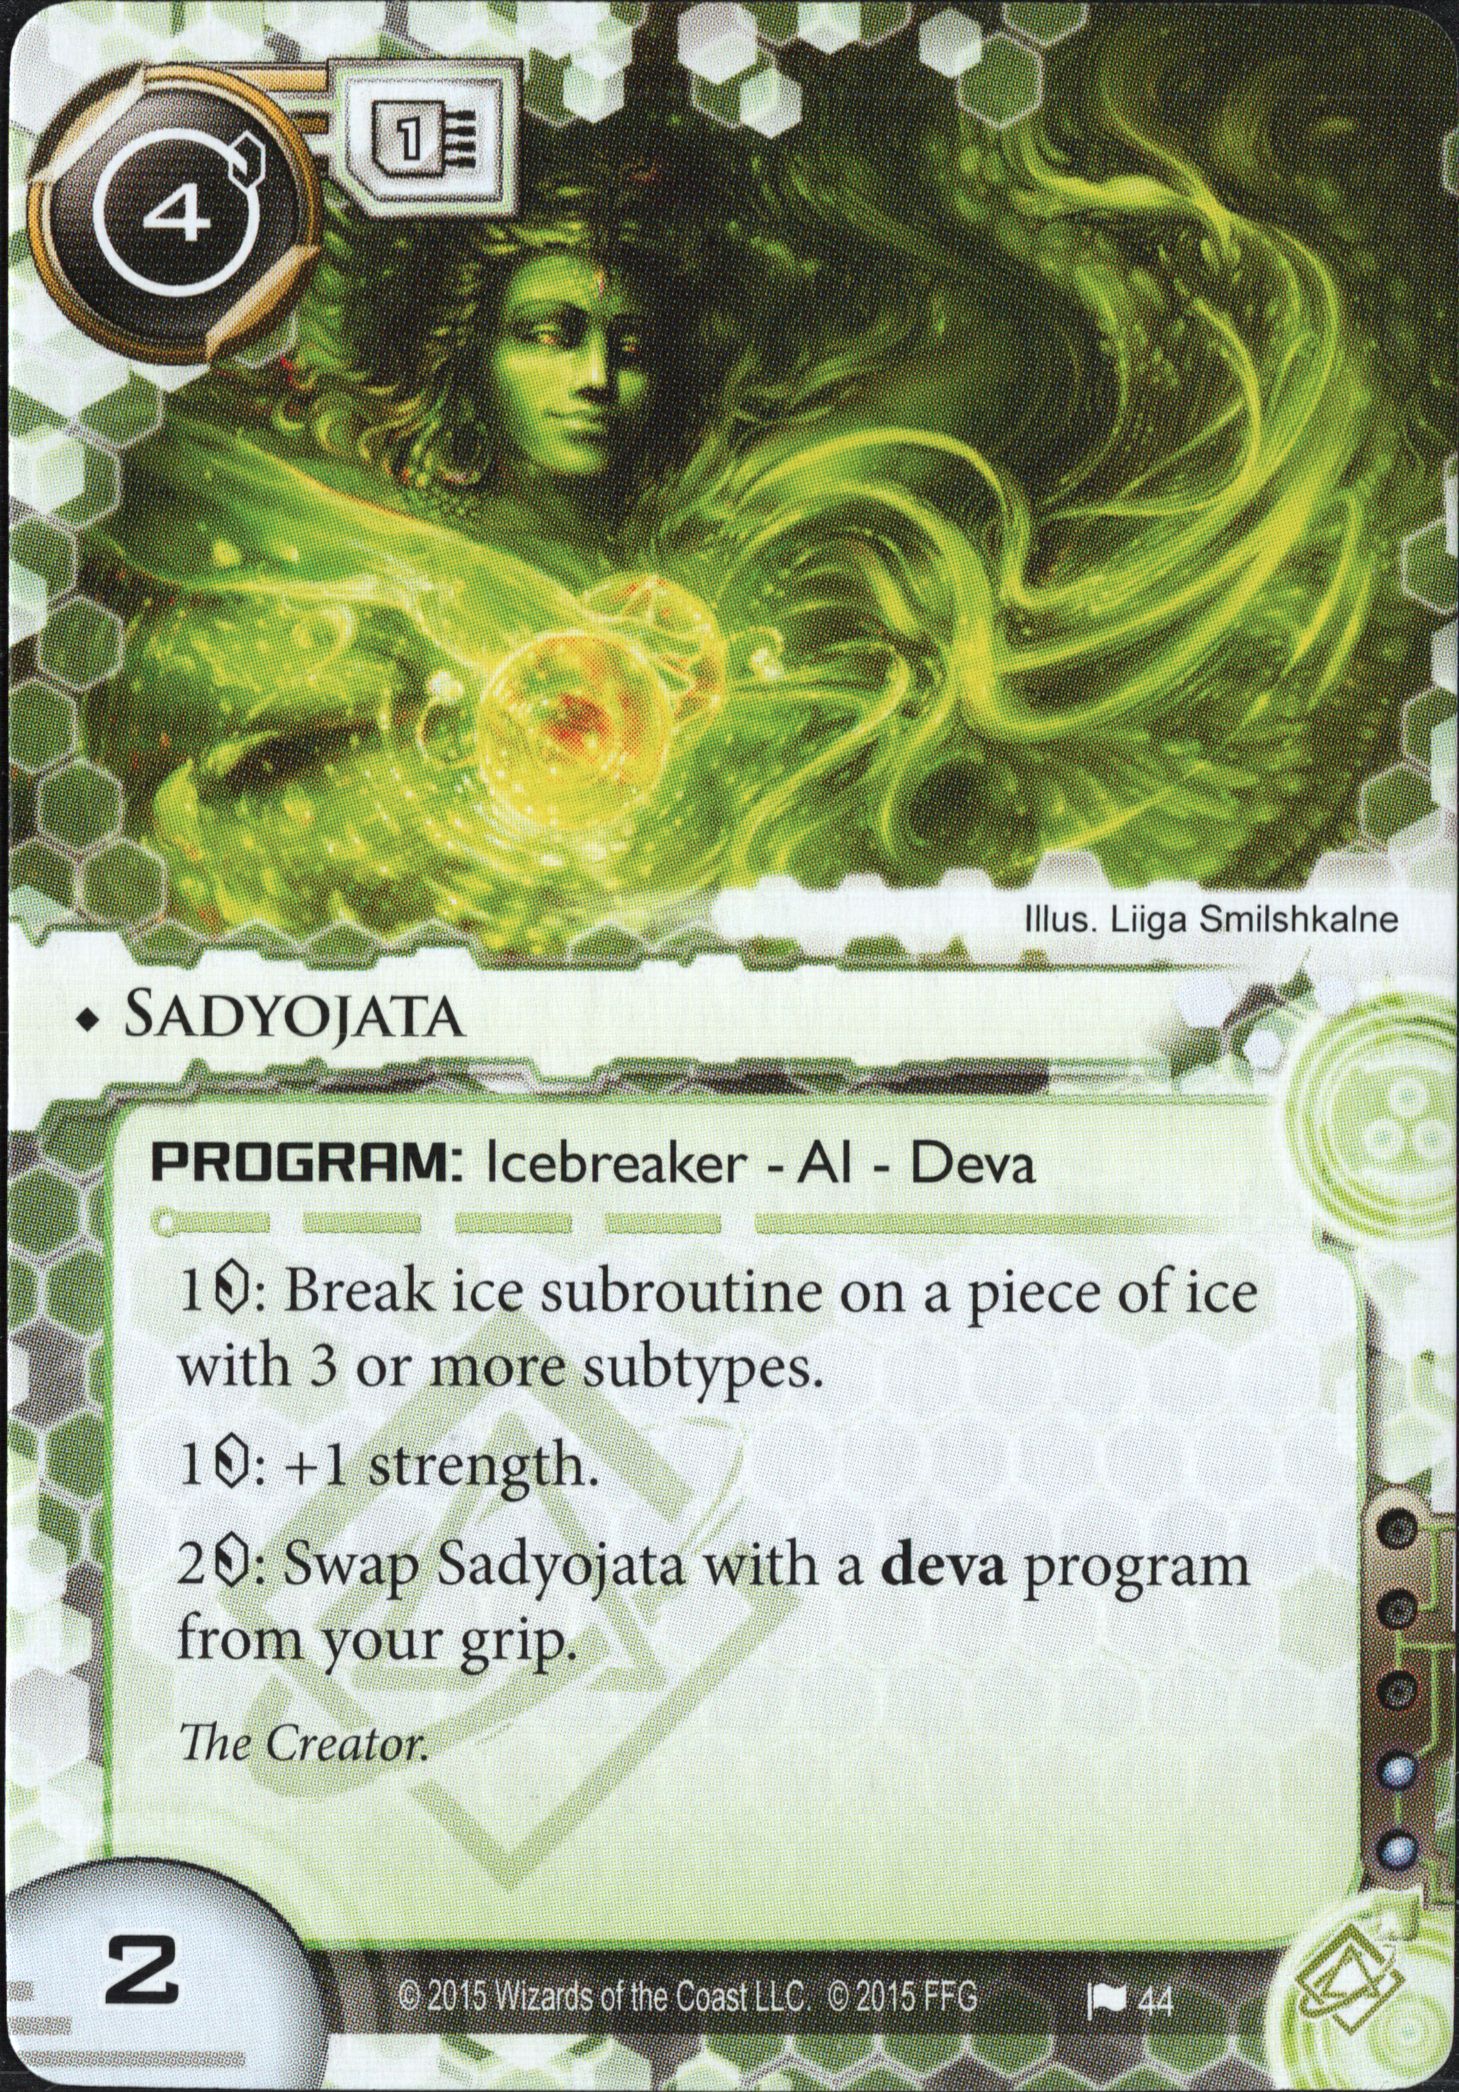 4
1
Illus. Liiga Smilshkalne
◆ SADYOJATA
PROGRAM: Icebreaker - AI - Deva
1: Break ice subroutine on a piece of ice
with 3 or more subtypes.
1: +1 strength.
2: Swap Sadyojata with a deva program
from your grip.
The Creator.
2
© 2015 Wizards of the Coast LLC. © 2015 FFG
44